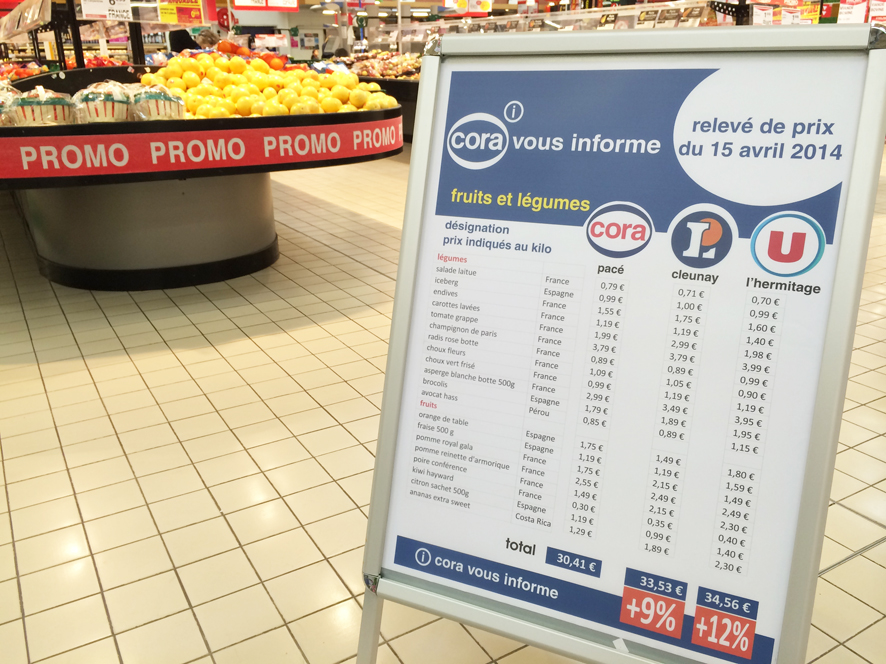 PROMO PROMO PROMO PROMO
cora vous informe
relevé de prix
du 15 avril 2014
fruits et légumes
désignation
prix indiqués au kilo
cora L U
pacé cleunay l'hermitage
légumes
salade laitue France 0,79 € 0,71 € 0,70 €
iceberg Espagne 0,99 € 1,00 € 0,99 €
endives France 1,55 € 1,75 € 1,60 €
carottes lavées France 1,19 € 1,19 € 1,40 €
tomate grappe France 1,99 € 2,99 € 1,98 €
champignon de paris France 3,79 € 3,79 € 3,99 €
radis rose botte France 0,89 € 0,89 € 0,99 €
choux fleurs France 1,09 € 1,05 € 0,90 €
choux vert frisé France 0,99 € 1,19 € 1,19 €
asperge blanche botte 500g France 2,99 € 3,49 € 3,95 €
brocolis Espagne 1,79 € 1,89 € 1,95 €
avocat hass Pérou 0,85 € 0,89 € 1,15 €
fruits
orange de table Espagne 1,75 € 1,49 € 1,80 €
fraise 500 g Espagne 1,19 € 1,19 € 1,59 €
pomme royal gala France 1,75 € 2,15 € 1,49 €
pomme reinette d'armorique France 2,55 € 2,49 € 2,49 €
poire conférence France 1,49 € 2,15 € 2,30 €
kiwi hayward France 0,30 € 0,35 € 0,40 €
citron sachet 500g Espagne 1,19 € 0,99 € 1,40 €
ananas extra sweet Costa Rica 1,29 € 1,89 € 2,30 €
total 30,41 € 33,53 € 34,56 €
+9% +12%
i cora vous informe